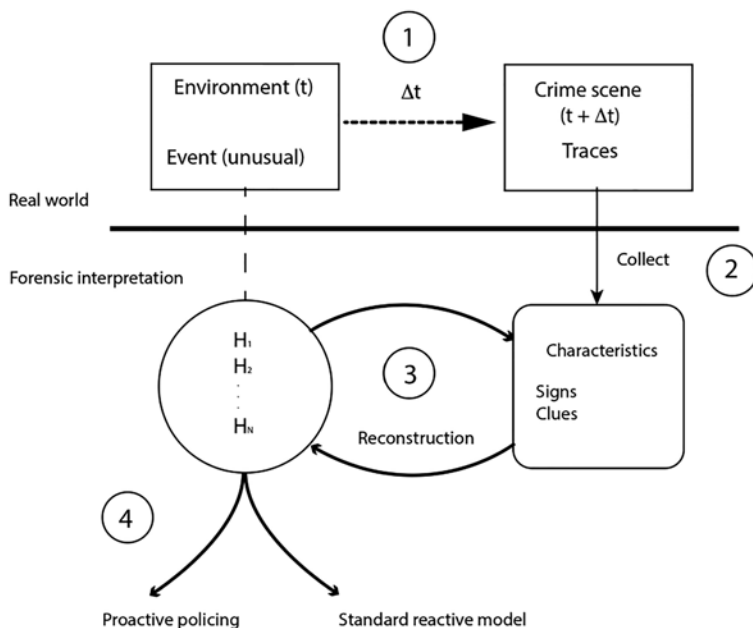 1
Environment (t)
Event (unusual)
Δt
Crime scene
(t + Δt)
Traces
Real world
Forensic interpretation
Collect
2
H₁
H₂
⋮
Hɴ
3
Reconstruction
Characteristics
Signs
Clues
4
Proactive policing
Standard reactive model